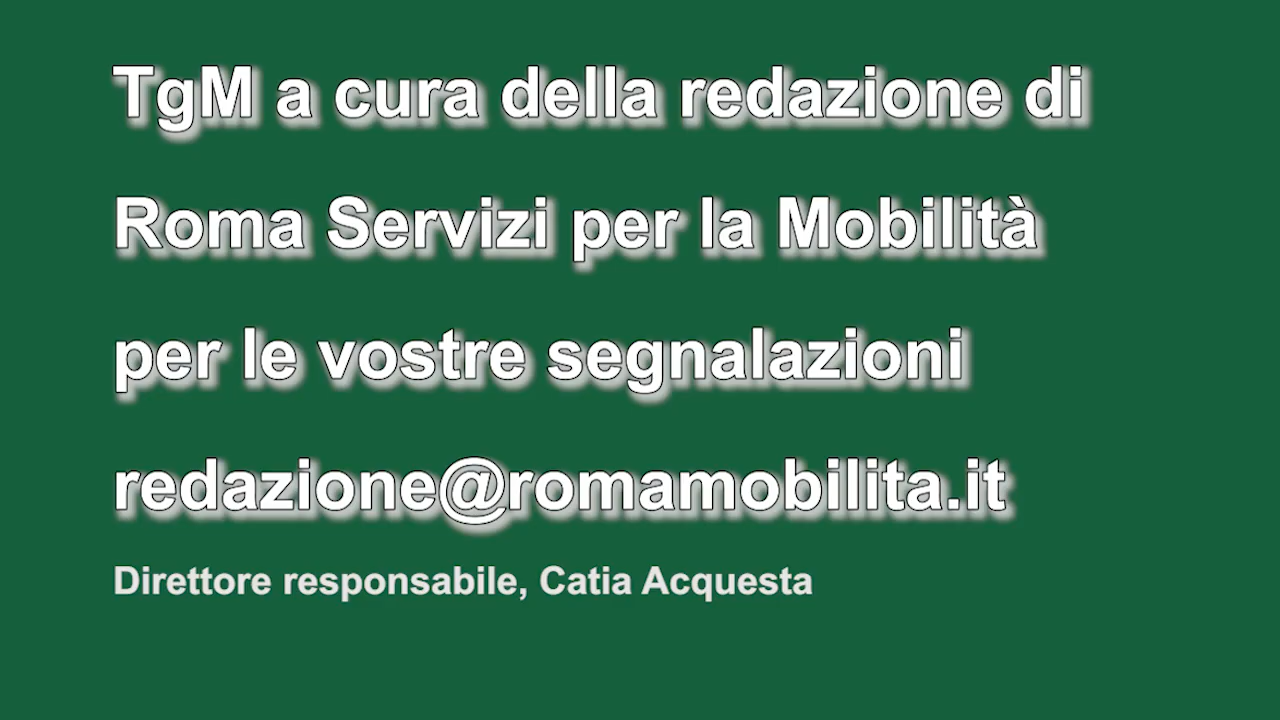 TgM a cura della redazione di
Roma Servizi per la Mobilità
per le vostre segnalazioni
redazione@romamobilita.it
Direttore responsabile, Catia Acquesta